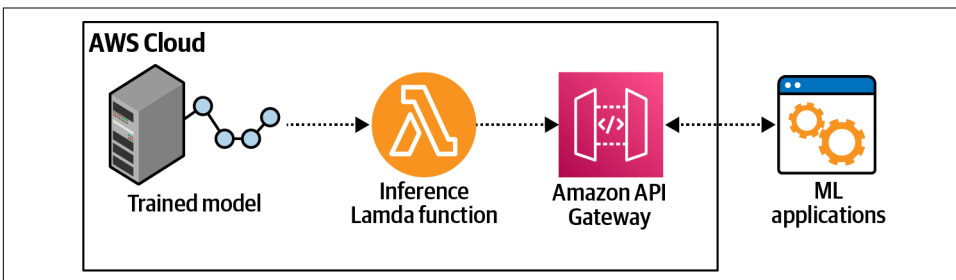 AWS Cloud
</>
Trained model
Inference
Lamda function
Amazon API
Gateway
ML
applications